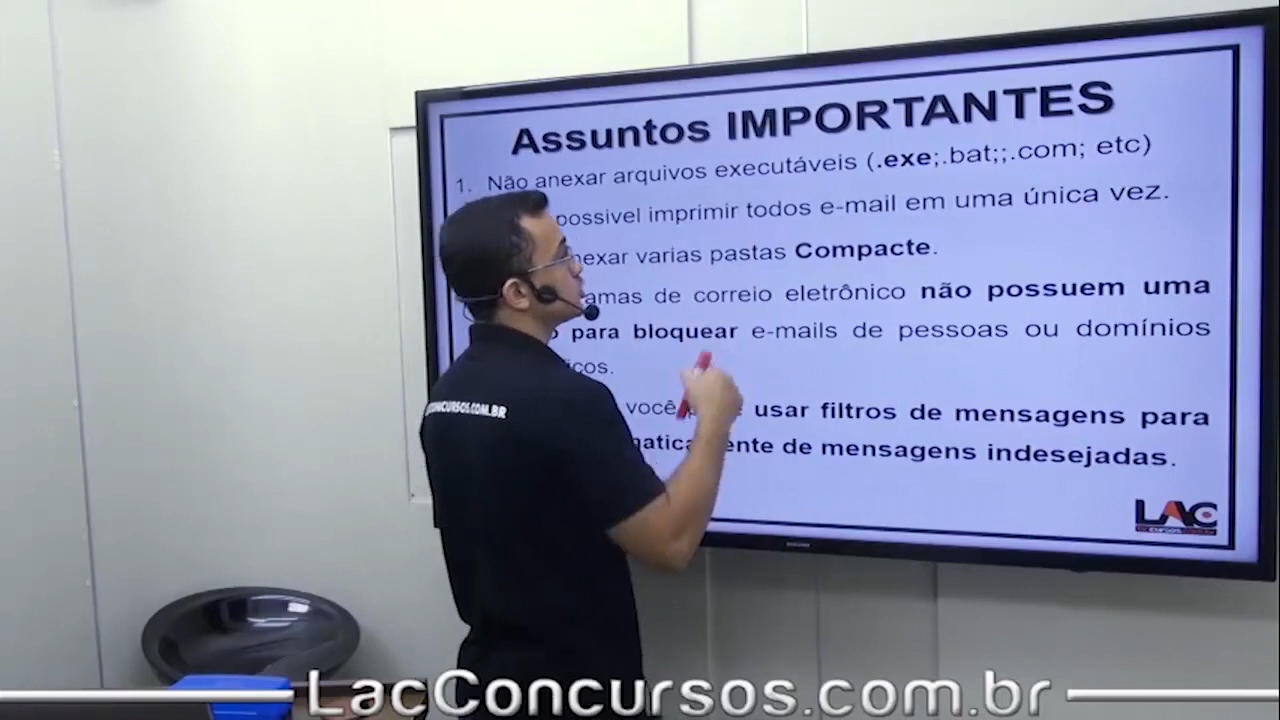 Assuntos IMPORTANTES
1. Não anexar arquivos executáveis (.exe;.bat;;.com; etc)
possivel imprimir todos e-mail em uma única vez.
nexar varias pastas Compacte.
amas de correio eletrônico não possuem uma
para bloquear e-mails de pessoas ou domínios
icos.
você usar filtros de mensagens para
ente de mensagens indesejadas.
LAC
CONCURSOS.COM.BR
LacConcursos.com.br